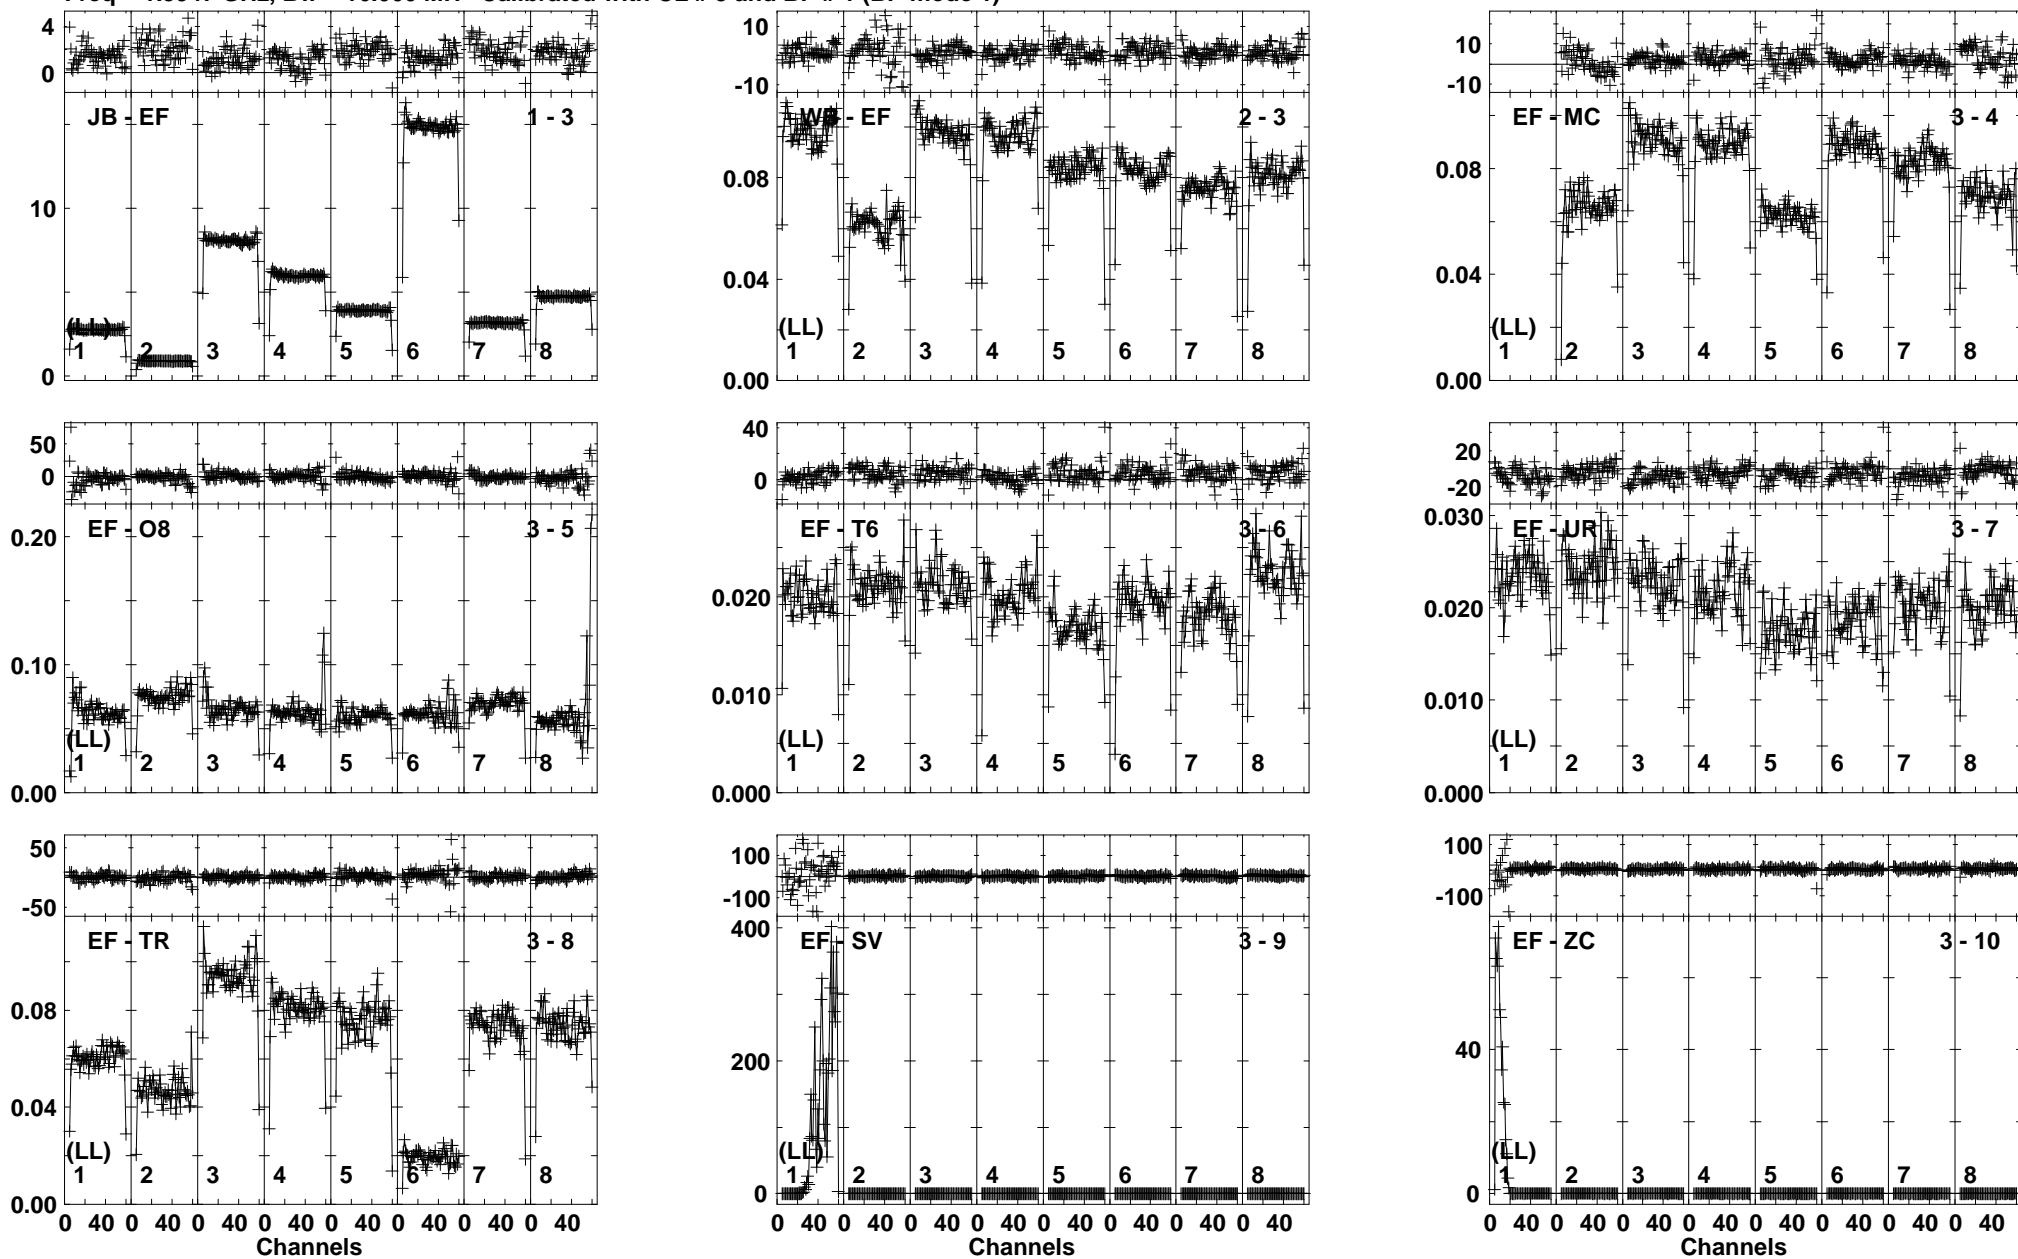 4
0
JB - EF
1 - 3
10
0
(LL)
1 2 3 4 5 6 7 8
10
-10
WB - EF
2 - 3
0.08
0.04
0.00
(LL)
1 2 3 4 5 6 7 8
10
-10
EF - MC
3 - 4
0.08
0.04
0.00
(LL)
1 2 3 4 5 6 7 8
50
0
EF - O8
3 - 5
0.20
0.10
0.00
(LL)
1 2 3 4 5 6 7 8
40
0
EF - T6
3 - 6
0.020
0.010
0.000
(LL)
1 2 3 4 5 6 7 8
20
-20
EF - UR
3 - 7
0.030
0.020
0.010
0.000
(LL)
1 2 3 4 5 6 7 8
50
-50
EF - TR
3 - 8
0.08
0.04
0.00
(LL)
1 2 3 4 5 6 7 8
0 40 0 40 0 40 0 40 0 40 0 40 0 40 0 40
Channels
100
-100
EF - SV
3 - 9
400
200
0
(LL)
1 2 3 4 5 6 7 8
0 40 0 40 0 40 0 40 0 40 0 40 0 40 0 40
Channels
100
-100
EF - ZC
3 - 10
40
0
(LL)
1 2 3 4 5 6 7 8
0 40 0 40 0 40 0 40 0 40 0 40 0 40 0 40
Channels